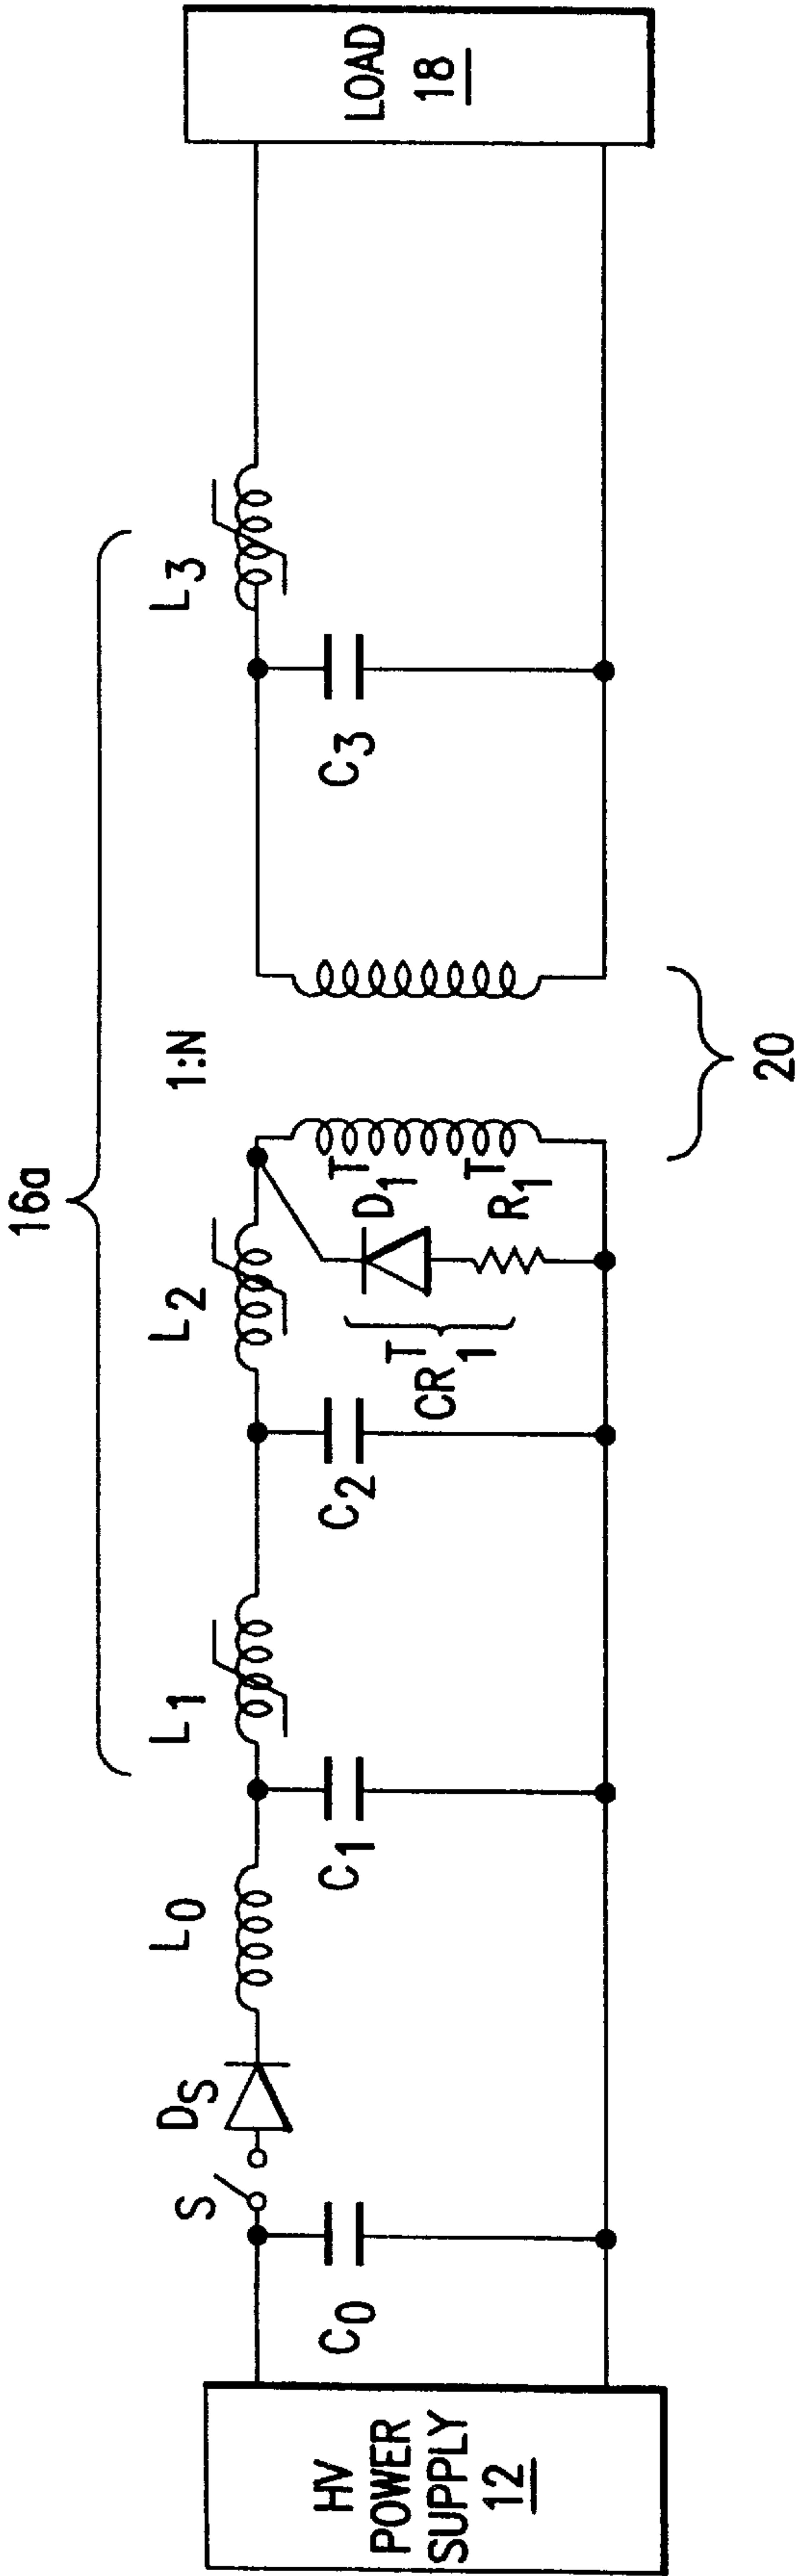 16a
HV
POWER
SUPPLY
12
C0
S
DS
L0
C1
L1
C2
L2
CR1T
D1T
R1T
1:N
20
C3
L3
LOAD
18